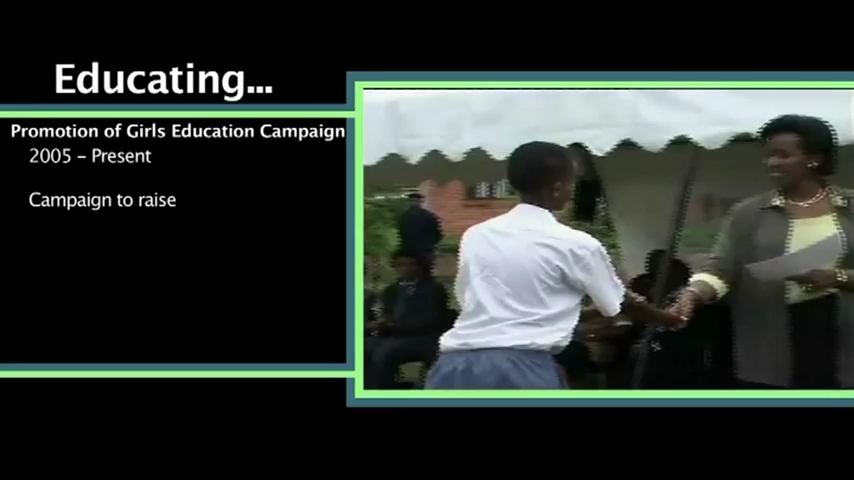 Educating...
Promotion of Girls Education Campaign
2005 – Present
Campaign to raise